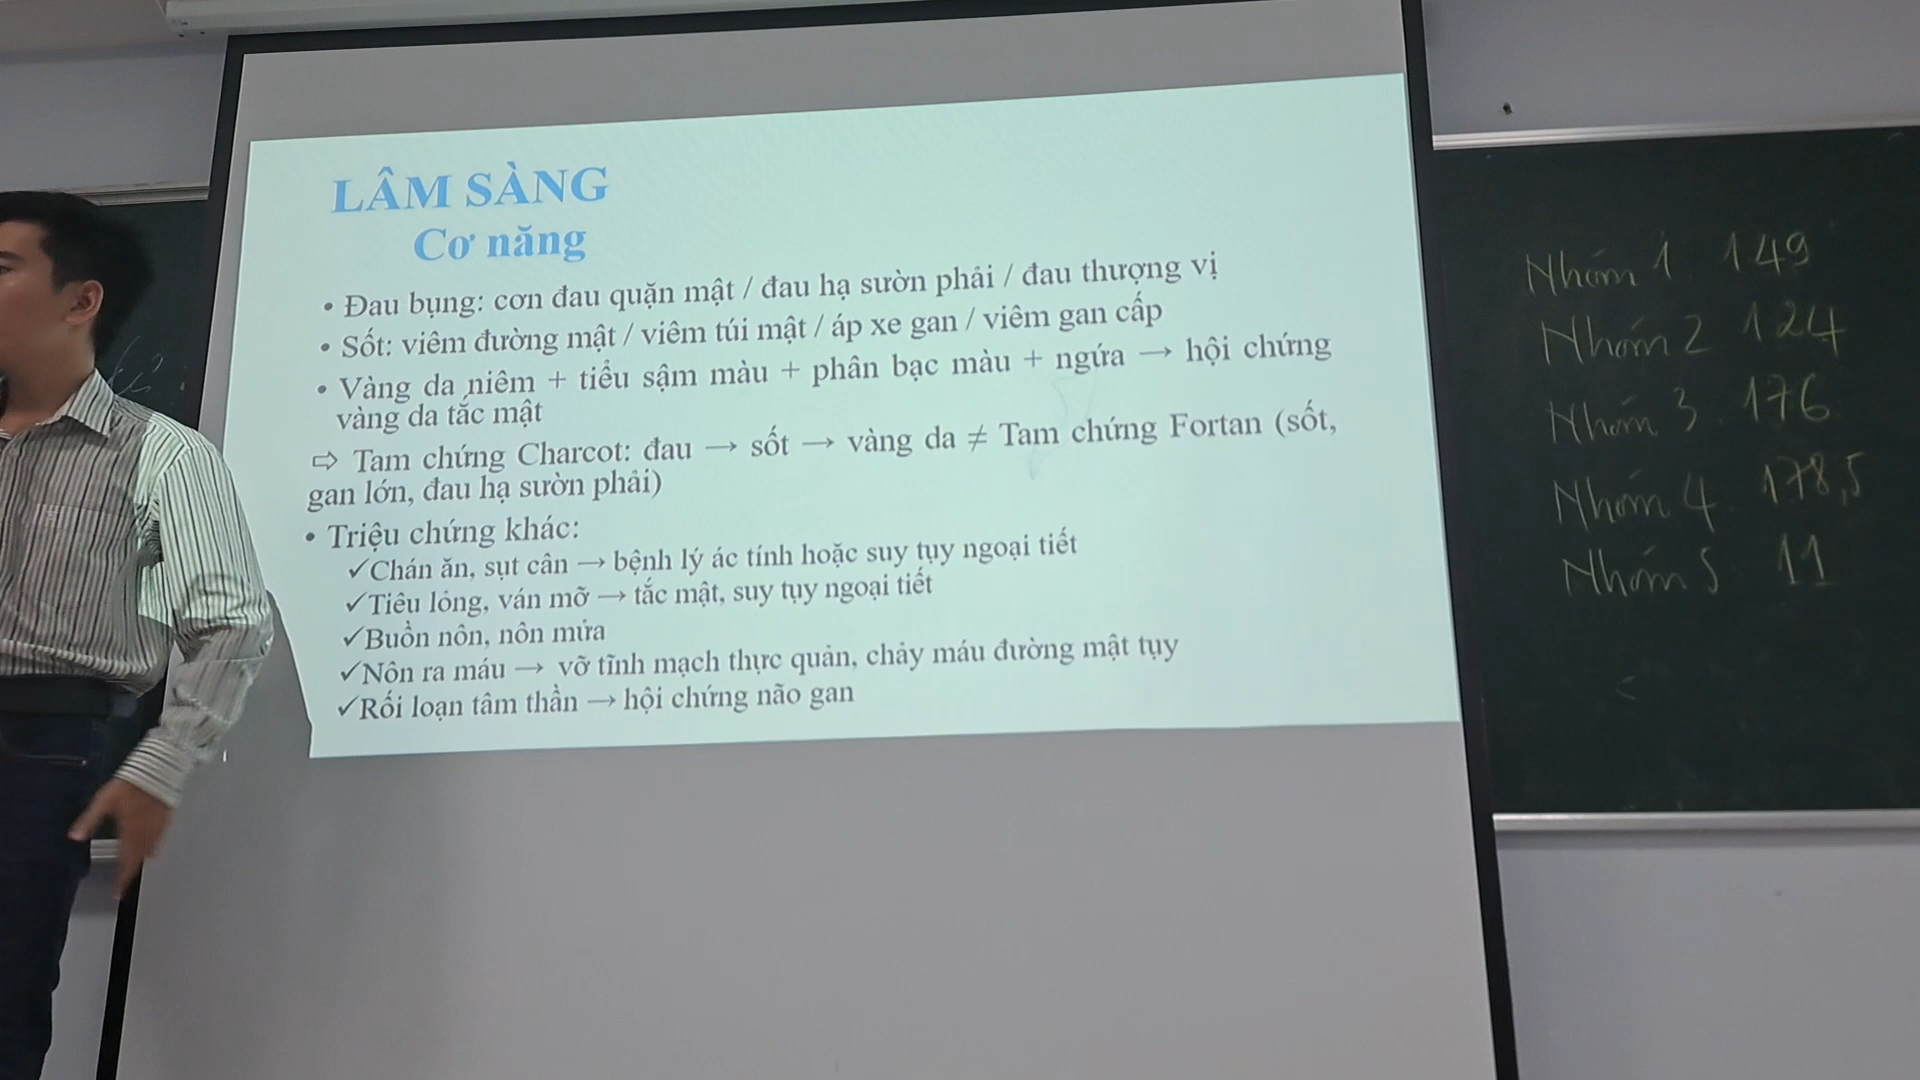 LÂM SÀNG
Cơ năng
• Đau bụng: cơn đau quặn mật / đau hạ sườn phải / đau thượng vị
• Sốt: viêm đường mật / viêm túi mật / áp xe gan / viêm gan cấp
• Vàng da niêm + tiểu sậm màu + phân bạc màu + ngứa → hội chứng
vàng da tắc mật
⇨ Tam chứng Charcot: đau → sốt → vàng da ≠ Tam chứng Fortan (sốt,
gan lớn, đau hạ sườn phải)
• Triệu chứng khác:
✓Chán ăn, sụt cân → bệnh lý ác tính hoặc suy tụy ngoại tiết
✓Tiêu lỏng, ván mỡ → tắc mật, suy tụy ngoại tiết
✓Buồn nôn, nôn mửa
✓Nôn ra máu → vỡ tĩnh mạch thực quản, chảy máu đường mật tụy
✓Rối loạn tâm thần → hội chứng não gan
Nhóm 1 149
Nhóm 2 124
Nhóm 3. 176
Nhóm 4. 178,5
Nhóm 5 11